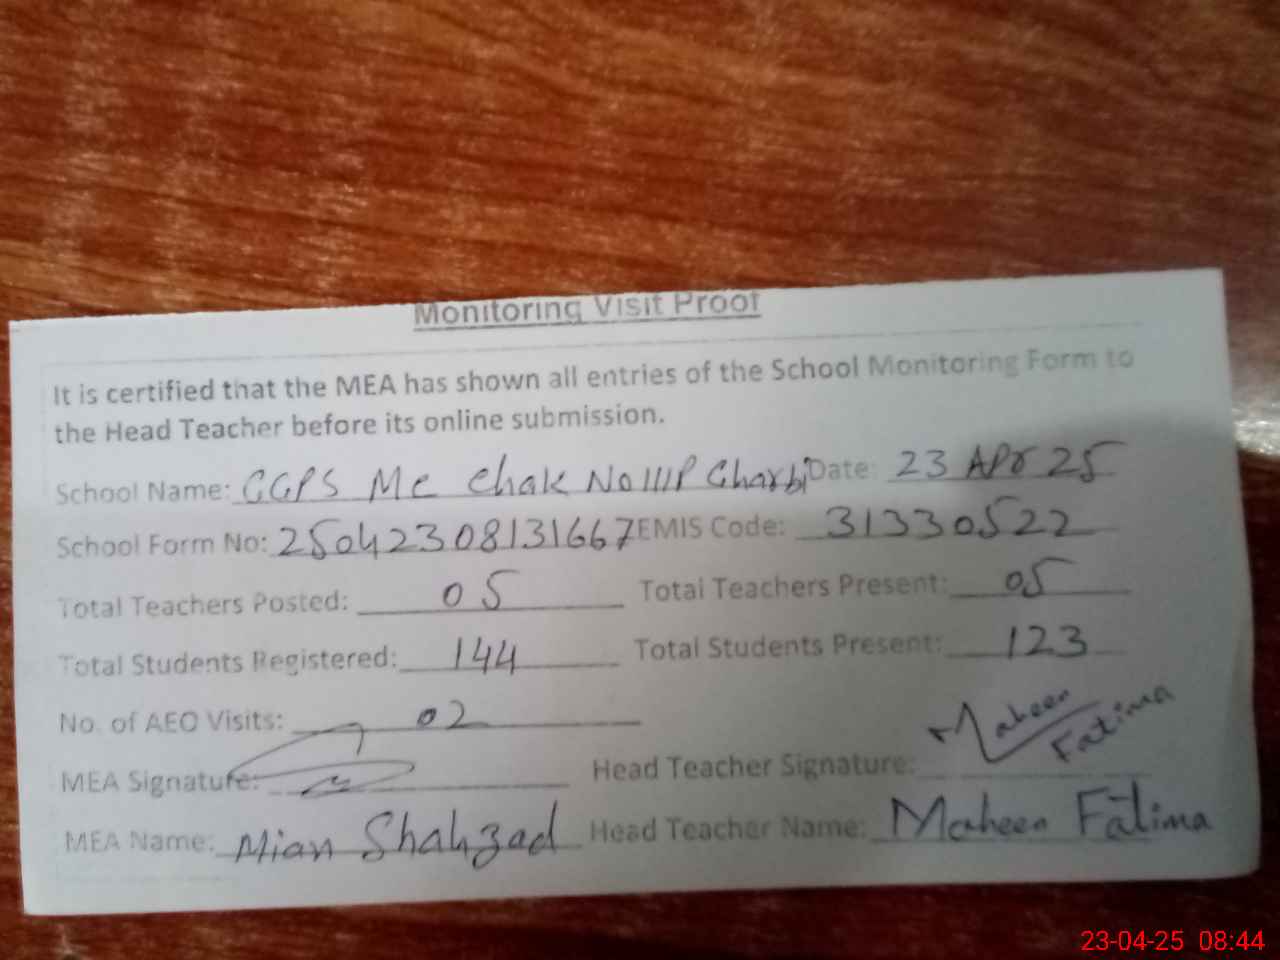 Monitoring Visit Proof
It is certified that the MEA has shown all entries of the School Monitoring Form to
the Head Teacher before its online submission.
School Name: GGPS MC Chak No 111P Gharbi Date: 23 Apr 25
School Form No: 25042308131667 EMIS Code: 31330522
Total Teachers Posted: 05 Total Teachers Present: 05
Total Students Registered: 144 Total Students Present: 123
No. of AEO Visits: 02
MEA Signature: Head Teacher Signature: Maheen Fatima
MEA Name: Mian Shahzad Head Teacher Name: Maheen Fatima
23-04-25 08:44